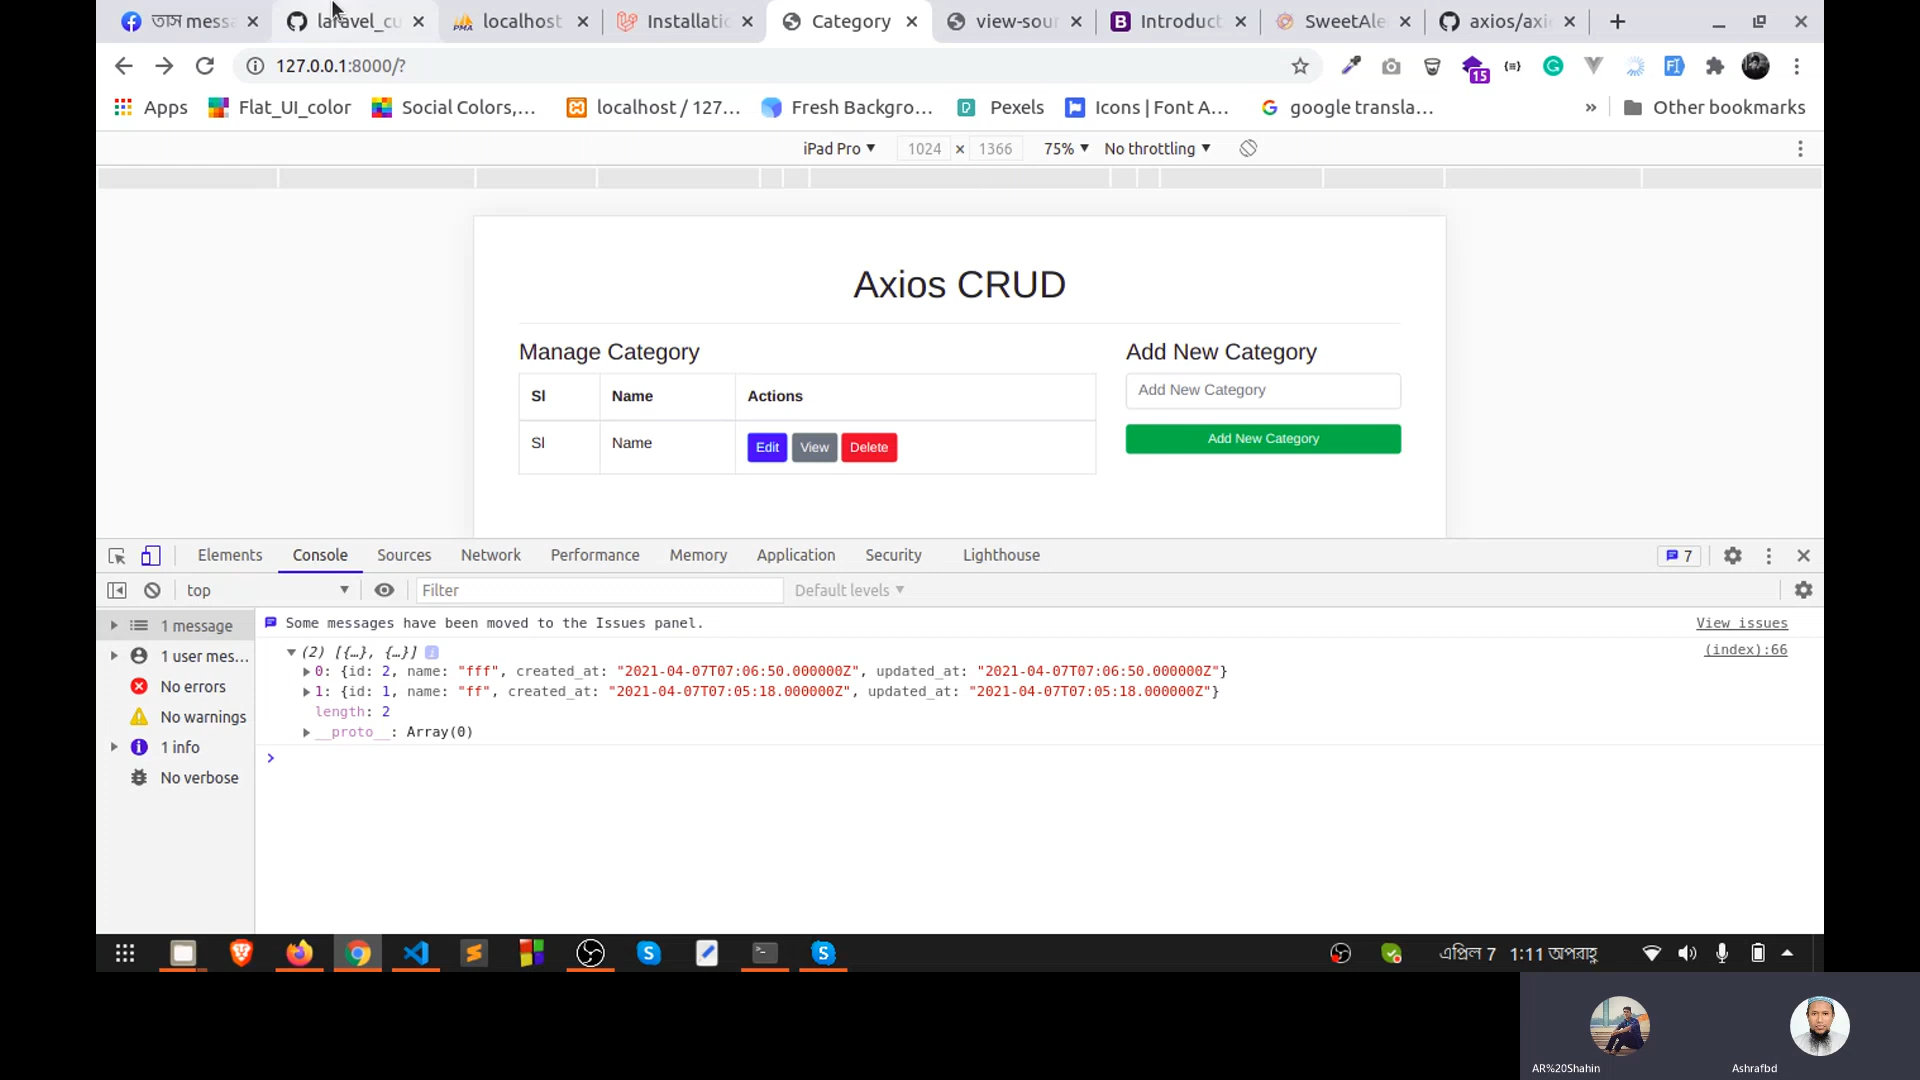 তাস messa
laravel_cu
localhost
Installatio
Category
view-sour
Introduct
SweetAle
axios/axi
127.0.0.1:8000/?
15
Apps
Flat_UI_color
Social Colors,...
localhost / 127...
Fresh Backgro...
Pexels
Icons | Font A...
google transla...
»
Other bookmarks
iPad Pro
1024 × 1366
75%
No throttling
Axios CRUD
Manage Category
Add New Category
Sl Name Actions
Add New Category
Sl Name Edit View Delete
Add New Category
Elements Console Sources Network Performance Memory Application Security Lighthouse
7
top
Filter
Default levels
1 message
Some messages have been moved to the Issues panel.
View issues
1 user mes...
(2) [{…}, {…}]
(index):66
0: {id: 2, name: "fff", created_at: "2021-04-07T07:06:50.000000Z", updated_at: "2021-04-07T07:06:50.000000Z"}
No errors
1: {id: 1, name: "ff", created_at: "2021-04-07T07:05:18.000000Z", updated_at: "2021-04-07T07:05:18.000000Z"}
length: 2
No warnings
__proto__: Array(0)
1 info
No verbose
এপ্রিল 7 1:11 অপরাহ্ণ
AR%20Shahin
Ashrafbd